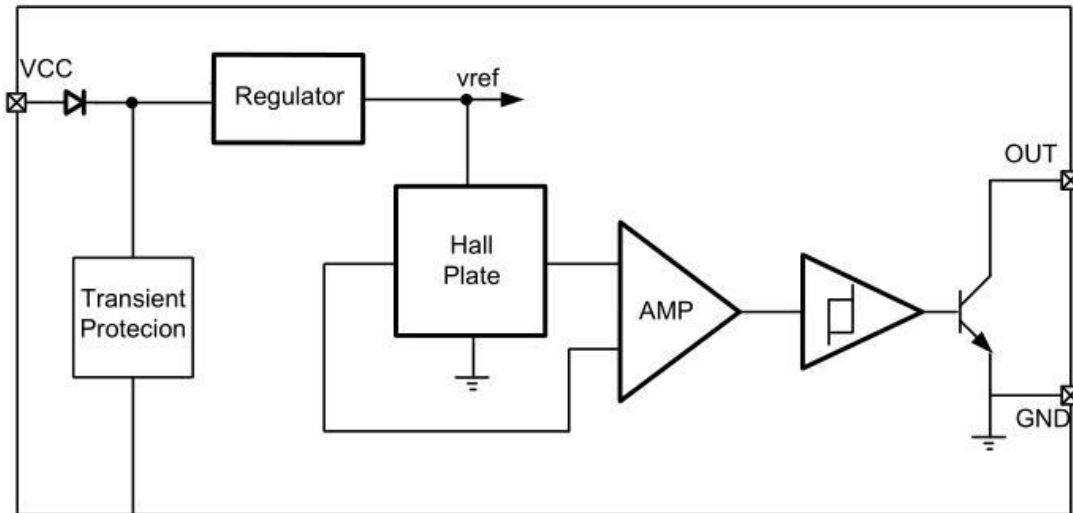 VCC
Regulator
vref
OUT
Hall
Plate
Transient
Protecion
AMP
GND